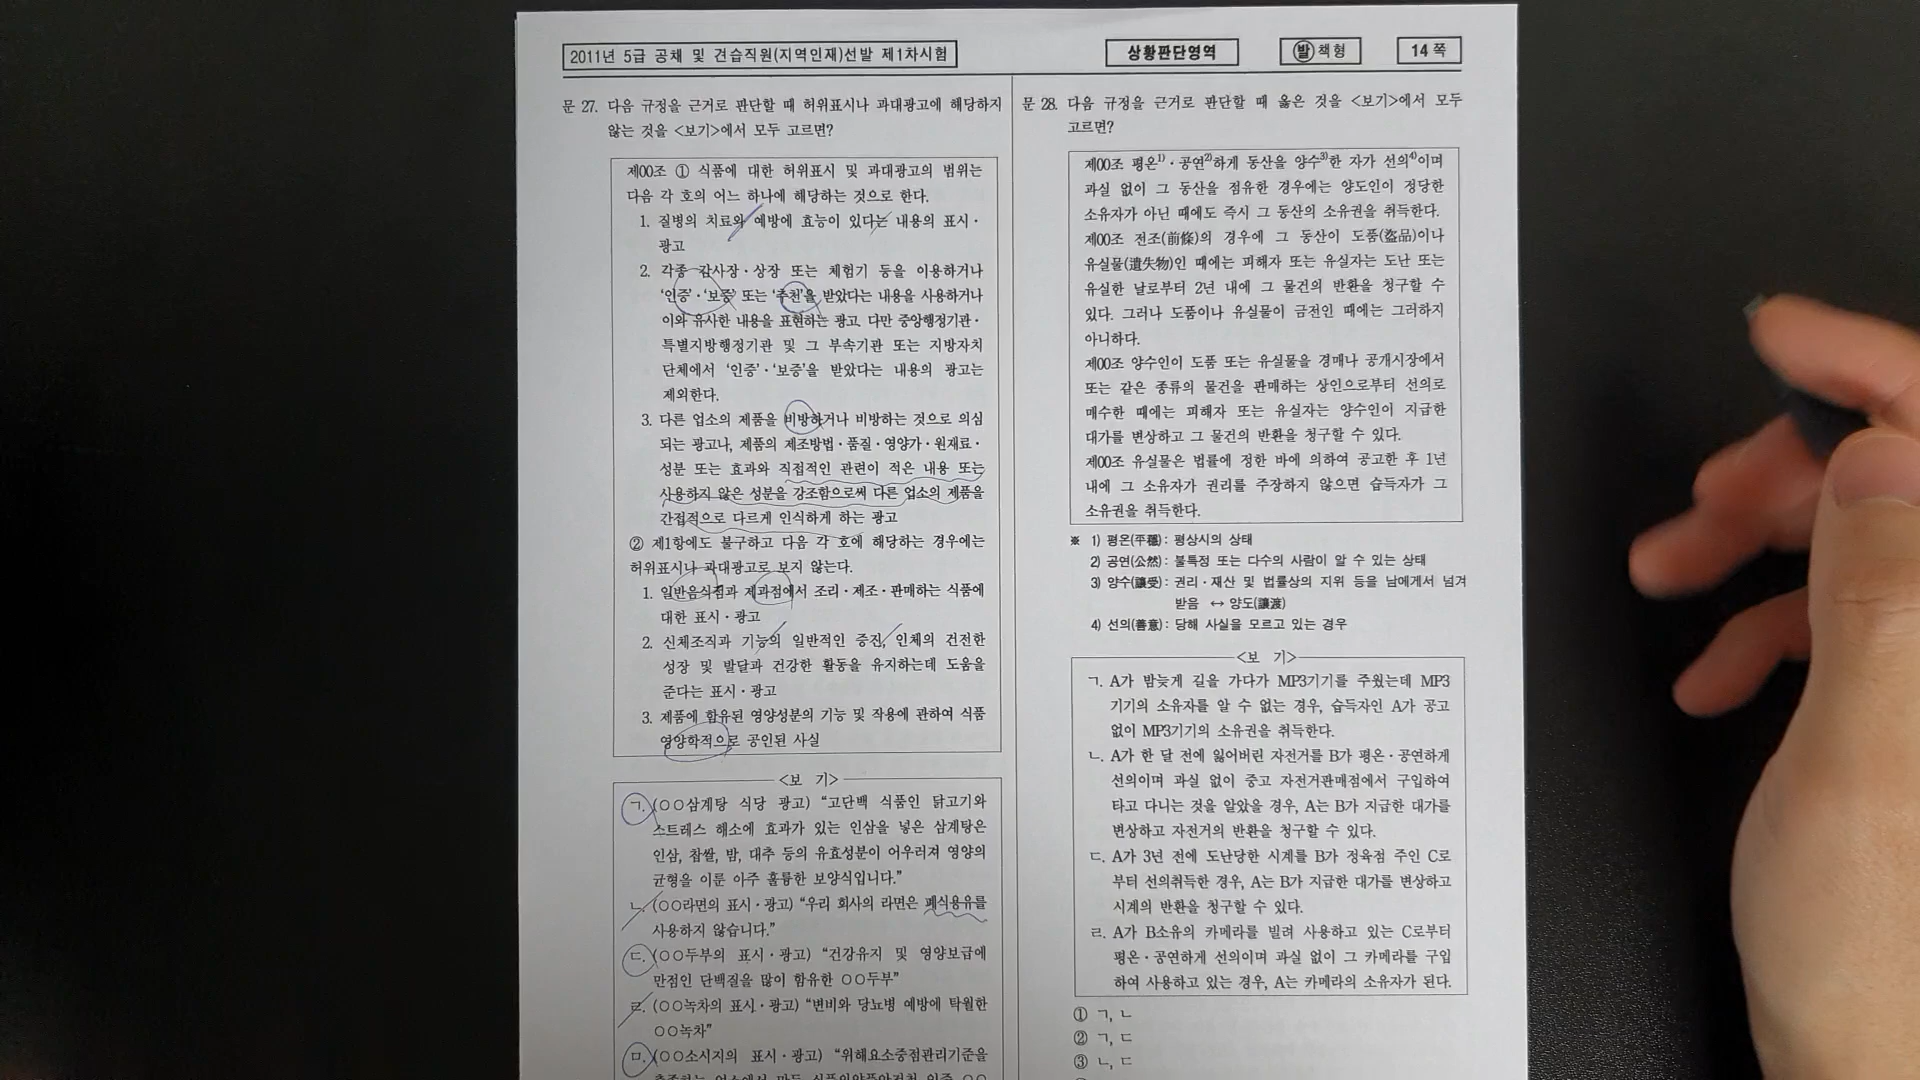 2011년 5급 공채 및 견습직원(지역인재)선발 제1차시험
상황판단영역
발 책형
14 쪽
문 27. 다음 규정을 근거로 판단할 때 허위표시나 과대광고에 해당하지
않는 것을 <보기>에서 모두 고르면?
제00조 ① 식품에 대한 허위표시 및 과대광고의 범위는
다음 각 호의 어느 하나에 해당하는 것으로 한다.
1. 질병의 치료와 예방에 효능이 있다는 내용의 표시·
광고
2. 각종 감사장·상장 또는 체험기 등을 이용하거나
'인증'·'보증' 또는 '추천'을 받았다는 내용을 사용하거나
이와 유사한 내용을 표현하는 광고. 다만 중앙행정기관·
특별지방행정기관 및 그 부속기관 또는 지방자치
단체에서 '인증'·'보증'을 받았다는 내용의 광고는
제외한다.
3. 다른 업소의 제품을 비방하거나 비방하는 것으로 의심
되는 광고나, 제품의 제조방법·품질·영양가·원재료·
성분 또는 효과와 직접적인 관련이 적은 내용 또는
사용하지 않은 성분을 강조함으로써 다른 업소의 제품을
간접적으로 다르게 인식하게 하는 광고
② 제1항에도 불구하고 다음 각 호에 해당하는 경우에는
허위표시나 과대광고로 보지 않는다.
1. 일반음식점과 제과점에서 조리·제조·판매하는 식품에
대한 표시·광고
2. 신체조직과 기능의 일반적인 증진, 인체의 건전한
성장 및 발달과 건강한 활동을 유지하는데 도움을
준다는 표시·광고
3. 제품에 함유된 영양성분의 기능 및 작용에 관하여 식품
영양학적으로 공인된 사실
<보 기>
ㄱ. (○○삼계탕 식당 광고) “고단백 식품인 닭고기와
스트레스 해소에 효과가 있는 인삼을 넣은 삼계탕은
인삼, 찹쌀, 밤, 대추 등의 유효성분이 어우러져 영양의
균형을 이룬 아주 훌륭한 보양식입니다.”
ㄴ. (○○라면의 표시·광고) “우리 회사의 라면은 폐식용유를
사용하지 않습니다.”
ㄷ. (○○두부의 표시·광고) “건강유지 및 영양보급에
만점인 단백질을 많이 함유한 ○○두부”
ㄹ. (○○녹차의 표시·광고) “변비와 당뇨병 예방에 탁월한
○○녹차”
ㅁ. (○○소시지의 표시·광고) “위해요소중점관리기준을
문 28. 다음 규정을 근거로 판단할 때 옳은 것을 <보기>에서 모두
고르면?
제00조 평온1)·공연2)하게 동산을 양수3)한 자가 선의4)이며
과실 없이 그 동산을 점유한 경우에는 양도인이 정당한
소유자가 아닌 때에도 즉시 그 동산의 소유권을 취득한다.
제00조 전조(前條)의 경우에 그 동산이 도품(盜品)이나
유실물(遺失物)인 때에는 피해자 또는 유실자는 도난 또는
유실한 날로부터 2년 내에 그 물건의 반환을 청구할 수
있다. 그러나 도품이나 유실물이 금전인 때에는 그러하지
아니하다.
제00조 양수인이 도품 또는 유실물을 경매나 공개시장에서
또는 같은 종류의 물건을 판매하는 상인으로부터 선의로
매수한 때에는 피해자 또는 유실자는 양수인이 지급한
대가를 변상하고 그 물건의 반환을 청구할 수 있다.
제00조 유실물은 법률에 정한 바에 의하여 공고한 후 1년
내에 그 소유자가 권리를 주장하지 않으면 습득자가 그
소유권을 취득한다.
※ 1) 평온(平穩): 평상시의 상태
2) 공연(公然): 불특정 또는 다수의 사람이 알 수 있는 상태
3) 양수(讓受): 권리·재산 및 법률상의 지위 등을 남에게서 넘겨
받음 ↔ 양도(讓渡)
4) 선의(善意): 당해 사실을 모르고 있는 경우
<보 기>
ㄱ. A가 밤늦게 길을 가다가 MP3기기를 주웠는데 MP3
기기의 소유자를 알 수 없는 경우, 습득자인 A가 공고
없이 MP3기기의 소유권을 취득한다.
ㄴ. A가 한 달 전에 잃어버린 자전거를 B가 평온·공연하게
선의이며 과실 없이 중고 자전거판매점에서 구입하여
타고 다니는 것을 알았을 경우, A는 B가 지급한 대가를
변상하고 자전거의 반환을 청구할 수 있다.
ㄷ. A가 3년 전에 도난당한 시계를 B가 정육점 주인 C로
부터 선의취득한 경우, A는 B가 지급한 대가를 변상하고
시계의 반환을 청구할 수 있다.
ㄹ. A가 B소유의 카메라를 빌려 사용하고 있는 C로부터
평온·공연하게 선의이며 과실 없이 그 카메라를 구입
하여 사용하고 있는 경우, A는 카메라의 소유자가 된다.
① ㄱ, ㄴ
② ㄱ, ㄷ
③ ㄴ, ㄷ